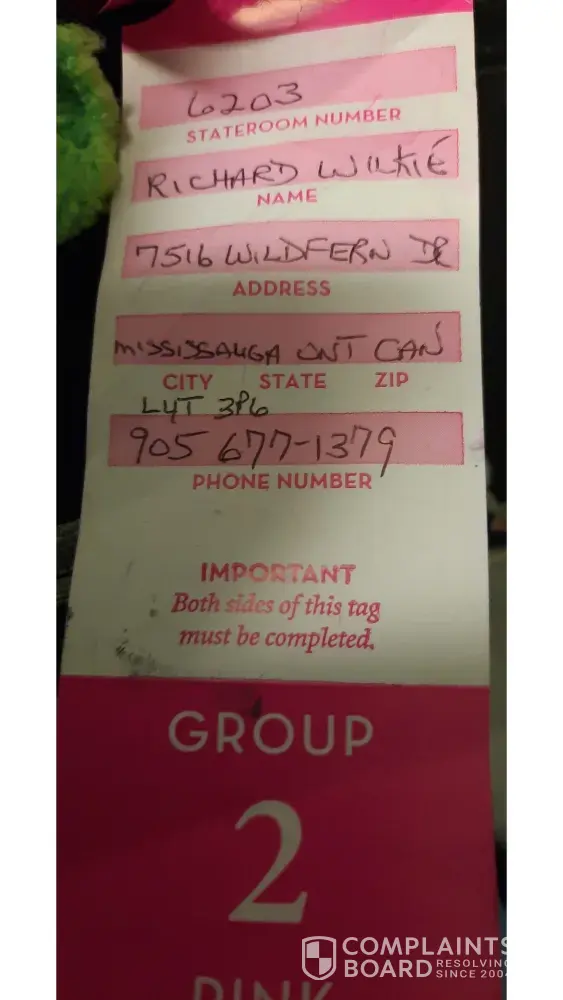 6203
STATEROOM NUMBER
RICHARD WILKIE
NAME
7516 WILDFERN DR
ADDRESS
MISSISSAUGA ONT CAN
CITY STATE ZIP
L4T 3P6
905 677-1379
PHONE NUMBER
IMPORTANT
Both sides of this tag
must be completed.
GROUP
2
PINK
COMPLAINTS
BOARD RESOLVING
SINCE 2004